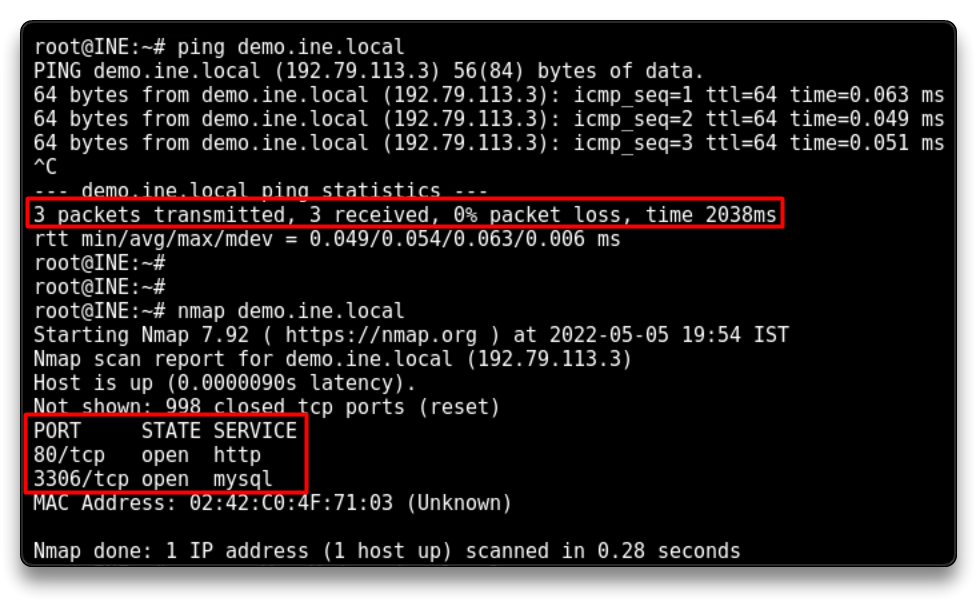 root@INE:~# ping demo.ine.local
PING demo.ine.local (192.79.113.3) 56(84) bytes of data.
64 bytes from demo.ine.local (192.79.113.3): icmp_seq=1 ttl=64 time=0.063 ms
64 bytes from demo.ine.local (192.79.113.3): icmp_seq=2 ttl=64 time=0.049 ms
64 bytes from demo.ine.local (192.79.113.3): icmp_seq=3 ttl=64 time=0.051 ms
^C
--- demo.ine.local ping statistics ---
3 packets transmitted, 3 received, 0% packet loss, time 2038ms
rtt min/avg/max/mdev = 0.049/0.054/0.063/0.006 ms
root@INE:~#
root@INE:~#
root@INE:~# nmap demo.ine.local
Starting Nmap 7.92 ( https://nmap.org ) at 2022-05-05 19:54 IST
Nmap scan report for demo.ine.local (192.79.113.3)
Host is up (0.0000090s latency).
Not shown: 998 closed tcp ports (reset)
PORT     STATE SERVICE
80/tcp   open  http
3306/tcp open  mysql
MAC Address: 02:42:C0:4F:71:03 (Unknown)

Nmap done: 1 IP address (1 host up) scanned in 0.28 seconds